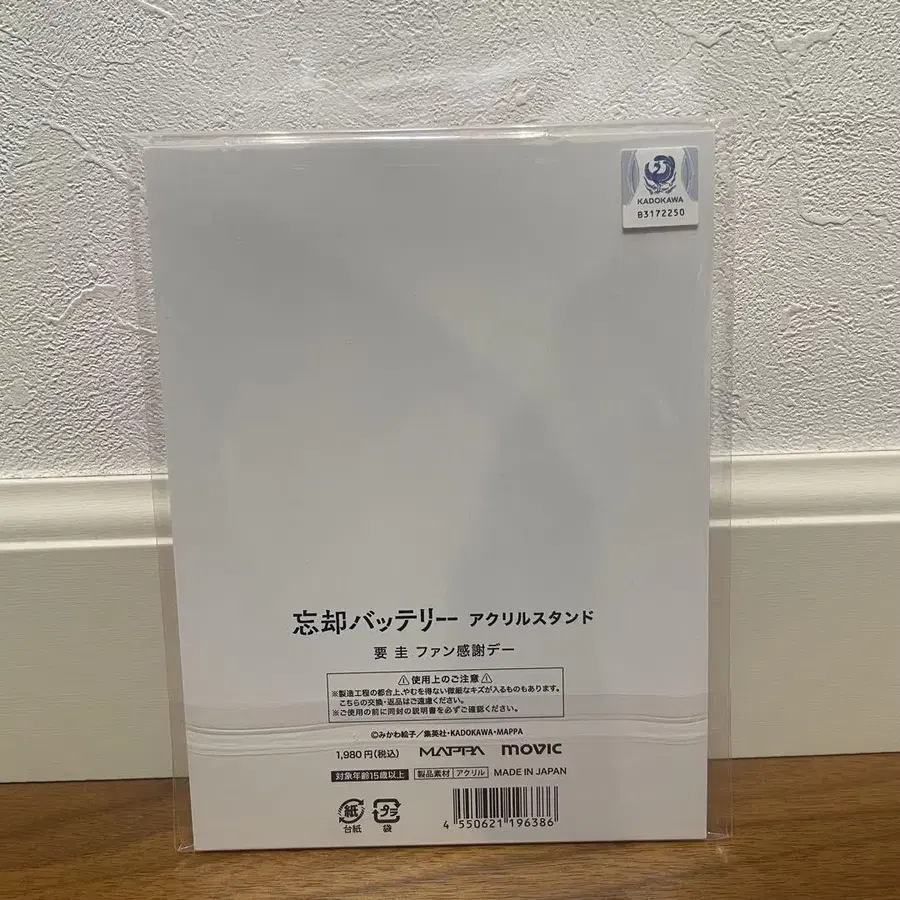 KADOKAWA
B3172250
忘却バッテリー アクリルスタンド
要 圭 ファン感謝デー
⚠使用上のご注意⚠
※製造工程の都合上、やむを得ない微細なキズが入るものもあります。
こちらの交換・返品はご遠慮ください。
※ご使用の前に同封の説明書を必ずご確認ください。
©みかわ絵子/集英社・KADOKAWA・MAPPA
1,980円(税込) MAPPA movic
対象年齢15歳以上 製品素材 アクリル MADE IN JAPAN
紙 プラ
台紙 袋
4 550621 196386